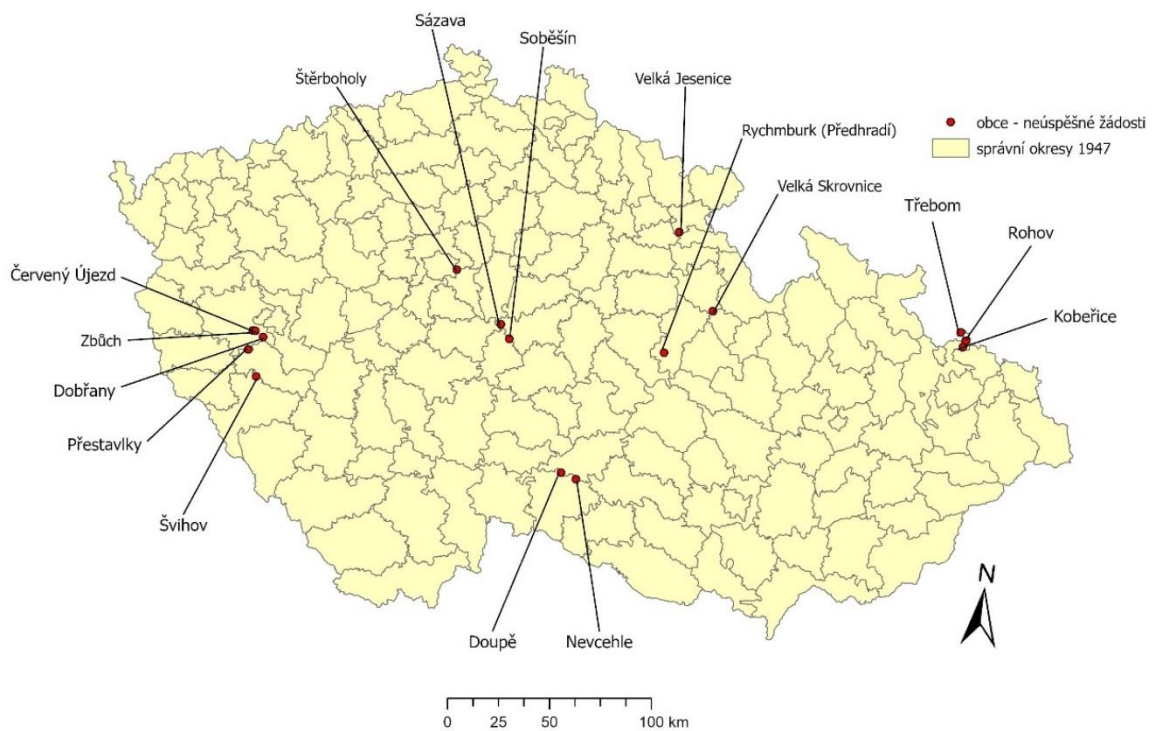 Sázava
Soběšín
Štěrboholy
Velká Jesenice
Rychmburk (Předhradí)
obce - neúspěšné žádosti
správní okresy 1947
Velká Skrovnice
Třebom
Rohov
Kobeřice
Červený Újezd
Zbůch
Dobřany
Přestavlky
Švihov
Doupě
Nevcehle
N
0 25 50 100 km